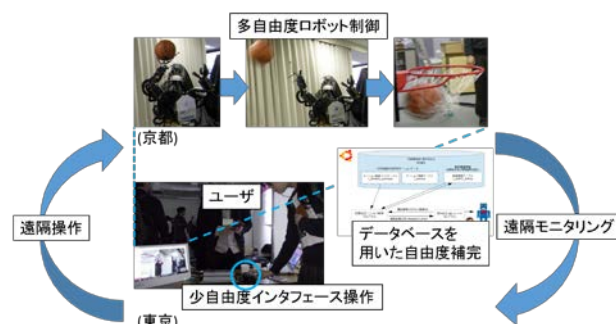 多自由度ロボット制御
(京都)
ユーザ
遠隔操作
データベースを
用いた自由度補完
遠隔モニタリング
少自由度インタフェース操作
(東京)